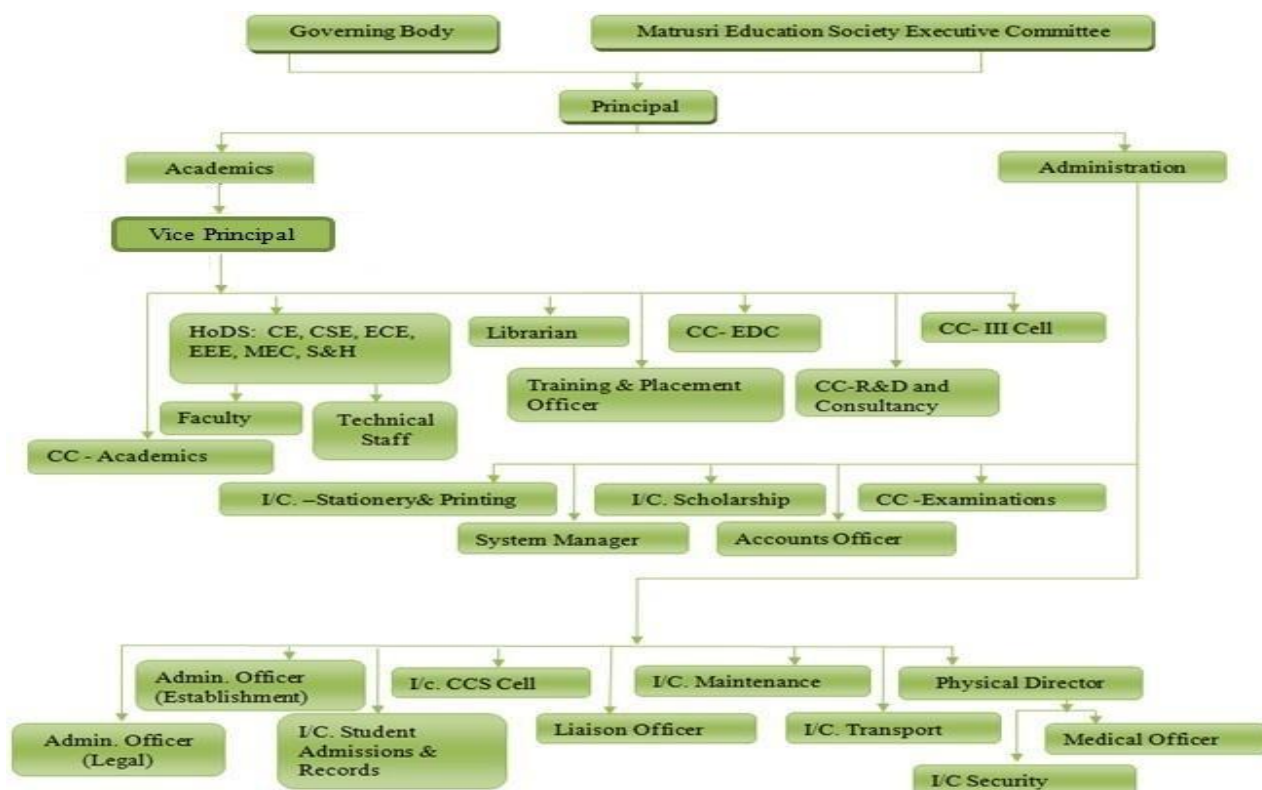 Governing Body
Matrusri Education Society Executive Committee
Principal
Academics
Administration
Vice Principal
HoDS: CE, CSE, ECE,
EEE, MEC, S&H
Librarian
CC- EDC
CC- III Cell
Training & Placement
Officer
CC-R&D and
Consultancy
Faculty
Technical
Staff
CC - Academics
I/C. –Stationery& Printing
I/C. Scholarship
CC -Examinations
System Manager
Accounts Officer
Admin. Officer
(Establishment)
I/c. CCS Cell
I/C. Maintenance
Physical Director
Admin. Officer
(Legal)
I/C. Student
Admissions &
Records
Liaison Officer
I/C. Transport
Medical Officer
I/C Security